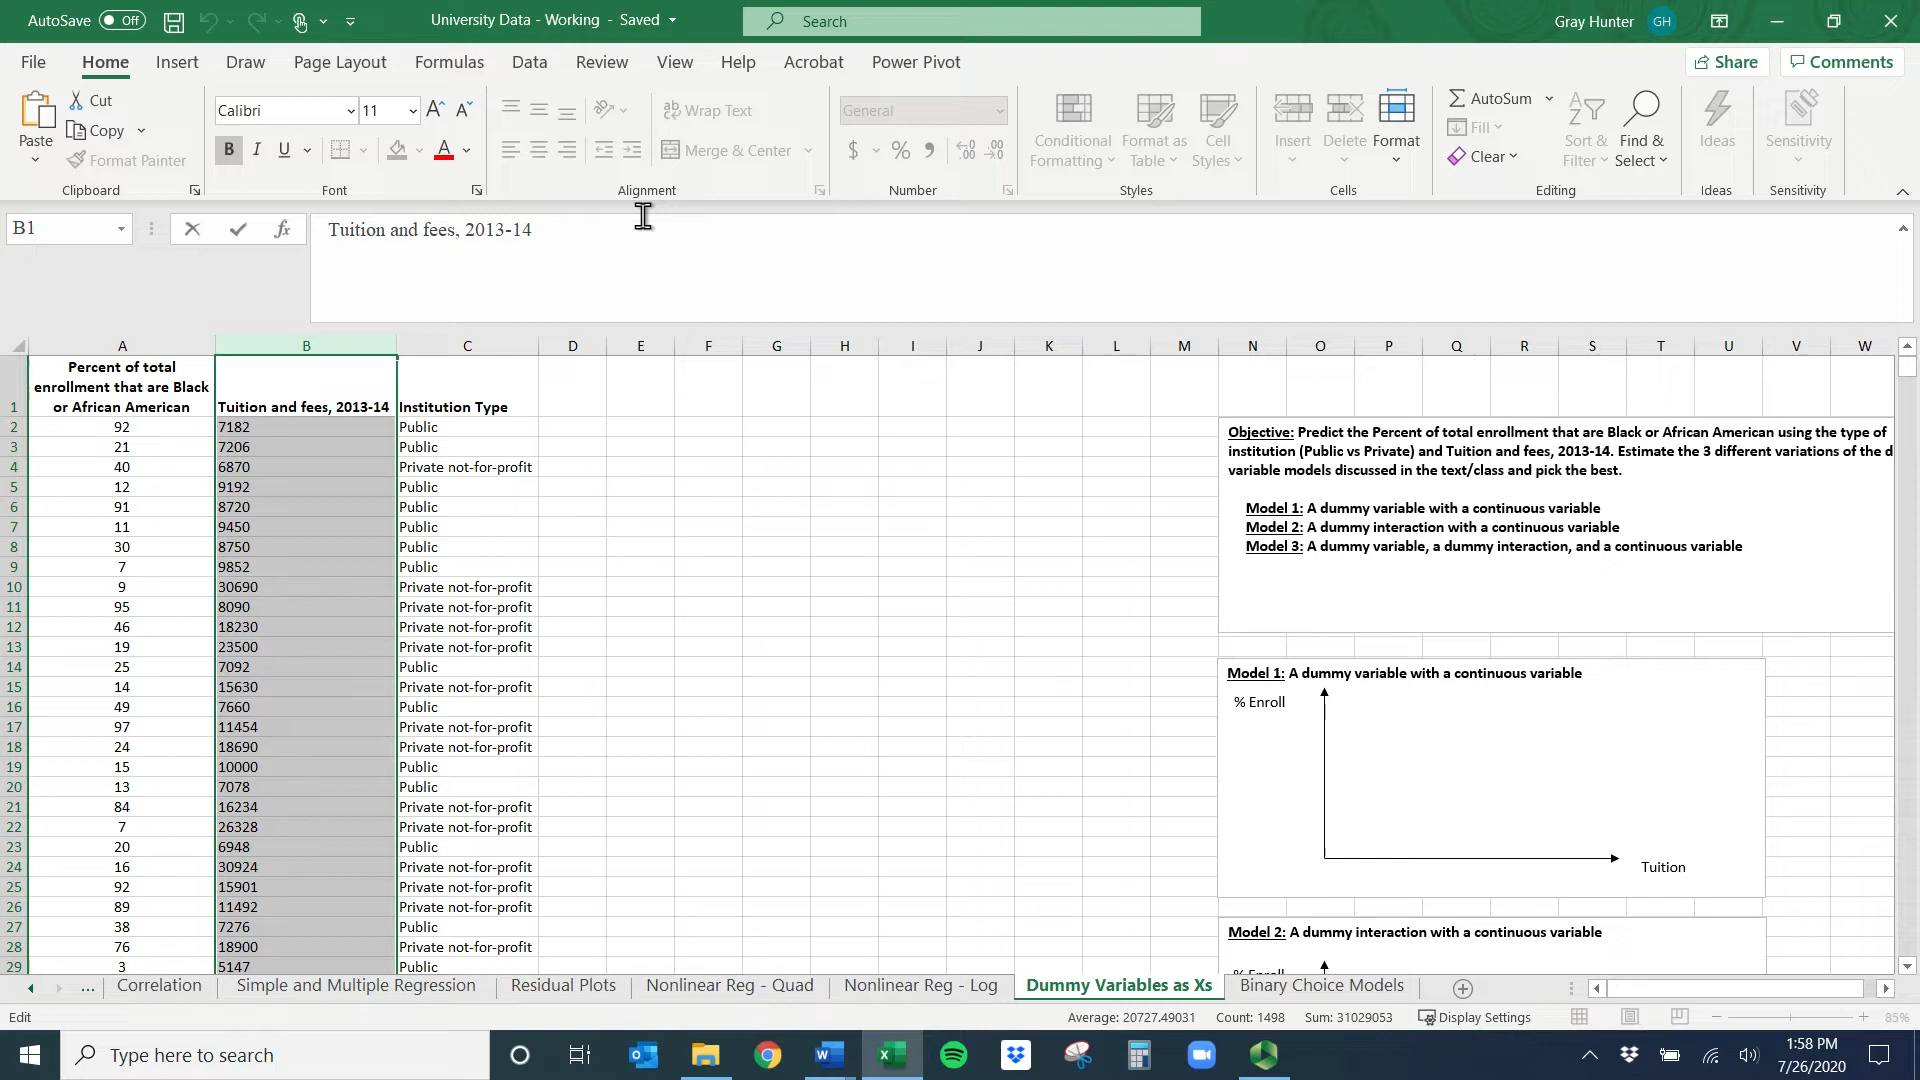 AutoSave Off
University Data - Working - Saved
Search
Gray Hunter GH
File Home Insert Draw Page Layout Formulas Data Review View Help Acrobat Power Pivot
Share Comments
Paste
Cut
Copy
Format Painter
Clipboard
Calibri 11
B I U
Font
Wrap Text
Merge & Center
Alignment
General
$ % 9
Number
Conditional Formatting
Format as Table
Cell Styles
Styles
Insert Delete Format
Cells
AutoSum
Fill
Clear
Sort & Filter
Find & Select
Editing
Ideas
Ideas
Sensitivity
Sensitivity
B1 fx Tuition and fees, 2013-14
A B C D E F G H I J K L M N O P Q R S T U V W
Percent of total
enrollment that are Black
1 or African American Tuition and fees, 2013-14 Institution Type
2 92 7182 Public
3 21 7206 Public
4 40 6870 Private not-for-profit
5 12 9192 Public
6 91 8720 Public
7 11 9450 Public
8 30 8750 Public
9 7 9852 Public
10 9 30690 Private not-for-profit
11 95 8090 Private not-for-profit
12 46 18230 Private not-for-profit
13 19 23500 Private not-for-profit
14 25 7092 Public
15 14 15630 Private not-for-profit
16 49 7660 Public
17 97 11454 Private not-for-profit
18 24 18690 Private not-for-profit
19 15 10000 Public
20 13 7078 Public
21 84 16234 Private not-for-profit
22 7 26328 Private not-for-profit
23 20 6948 Public
24 16 30924 Private not-for-profit
25 92 15901 Private not-for-profit
26 89 11492 Private not-for-profit
27 38 7276 Public
28 76 18900 Private not-for-profit
29 3 5147 Public
Objective: Predict the Percent of total enrollment that are Black or African American using the type of
institution (Public vs Private) and Tuition and fees, 2013-14. Estimate the 3 different variations of the d
variable models discussed in the text/class and pick the best.
Model 1: A dummy variable with a continuous variable
Model 2: A dummy interaction with a continuous variable
Model 3: A dummy variable, a dummy interaction, and a continuous variable
Model 1: A dummy variable with a continuous variable
% Enroll
Tuition
Model 2: A dummy interaction with a continuous variable
% Enroll
... Correlation Simple and Multiple Regression Residual Plots Nonlinear Reg - Quad Nonlinear Reg - Log Dummy Variables as Xs Binary Choice Models
Edit Average: 20727.49031 Count: 1498 Sum: 31029053 Display Settings 85%
Type here to search
1:58 PM
7/26/2020